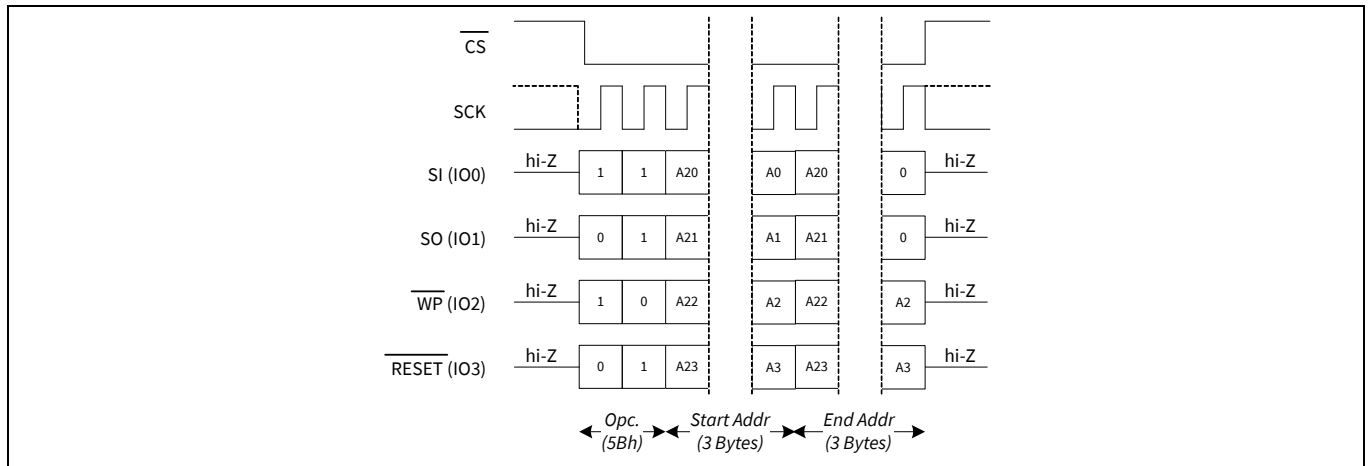 CS
SCK
SI (IO0) hi-Z 1 1 A20 A0 A20 0 hi-Z
SO (IO1) hi-Z 0 1 A21 A1 A21 0 hi-Z
WP (IO2) hi-Z 1 0 A22 A2 A22 A2 hi-Z
RESET (IO3) hi-Z 0 1 A23 A3 A23 A3 hi-Z
Opc. Start Addr End Addr
(5Bh) (3 Bytes) (3 Bytes)